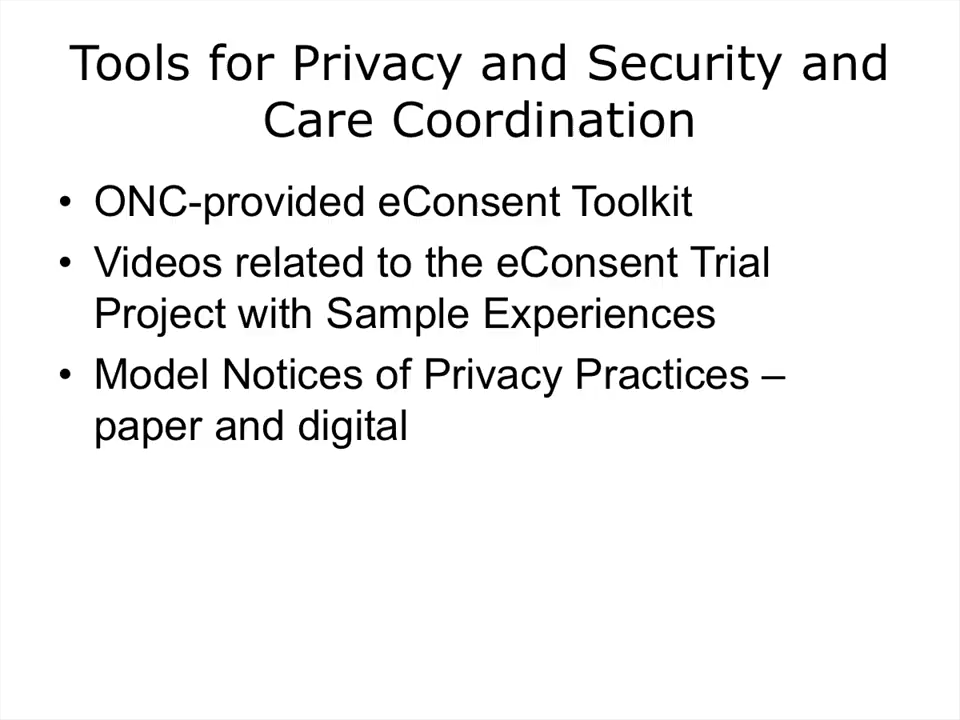 Tools for Privacy and Security and
Care Coordination
• ONC-provided eConsent Toolkit
• Videos related to the eConsent Trial
Project with Sample Experiences
• Model Notices of Privacy Practices –
paper and digital